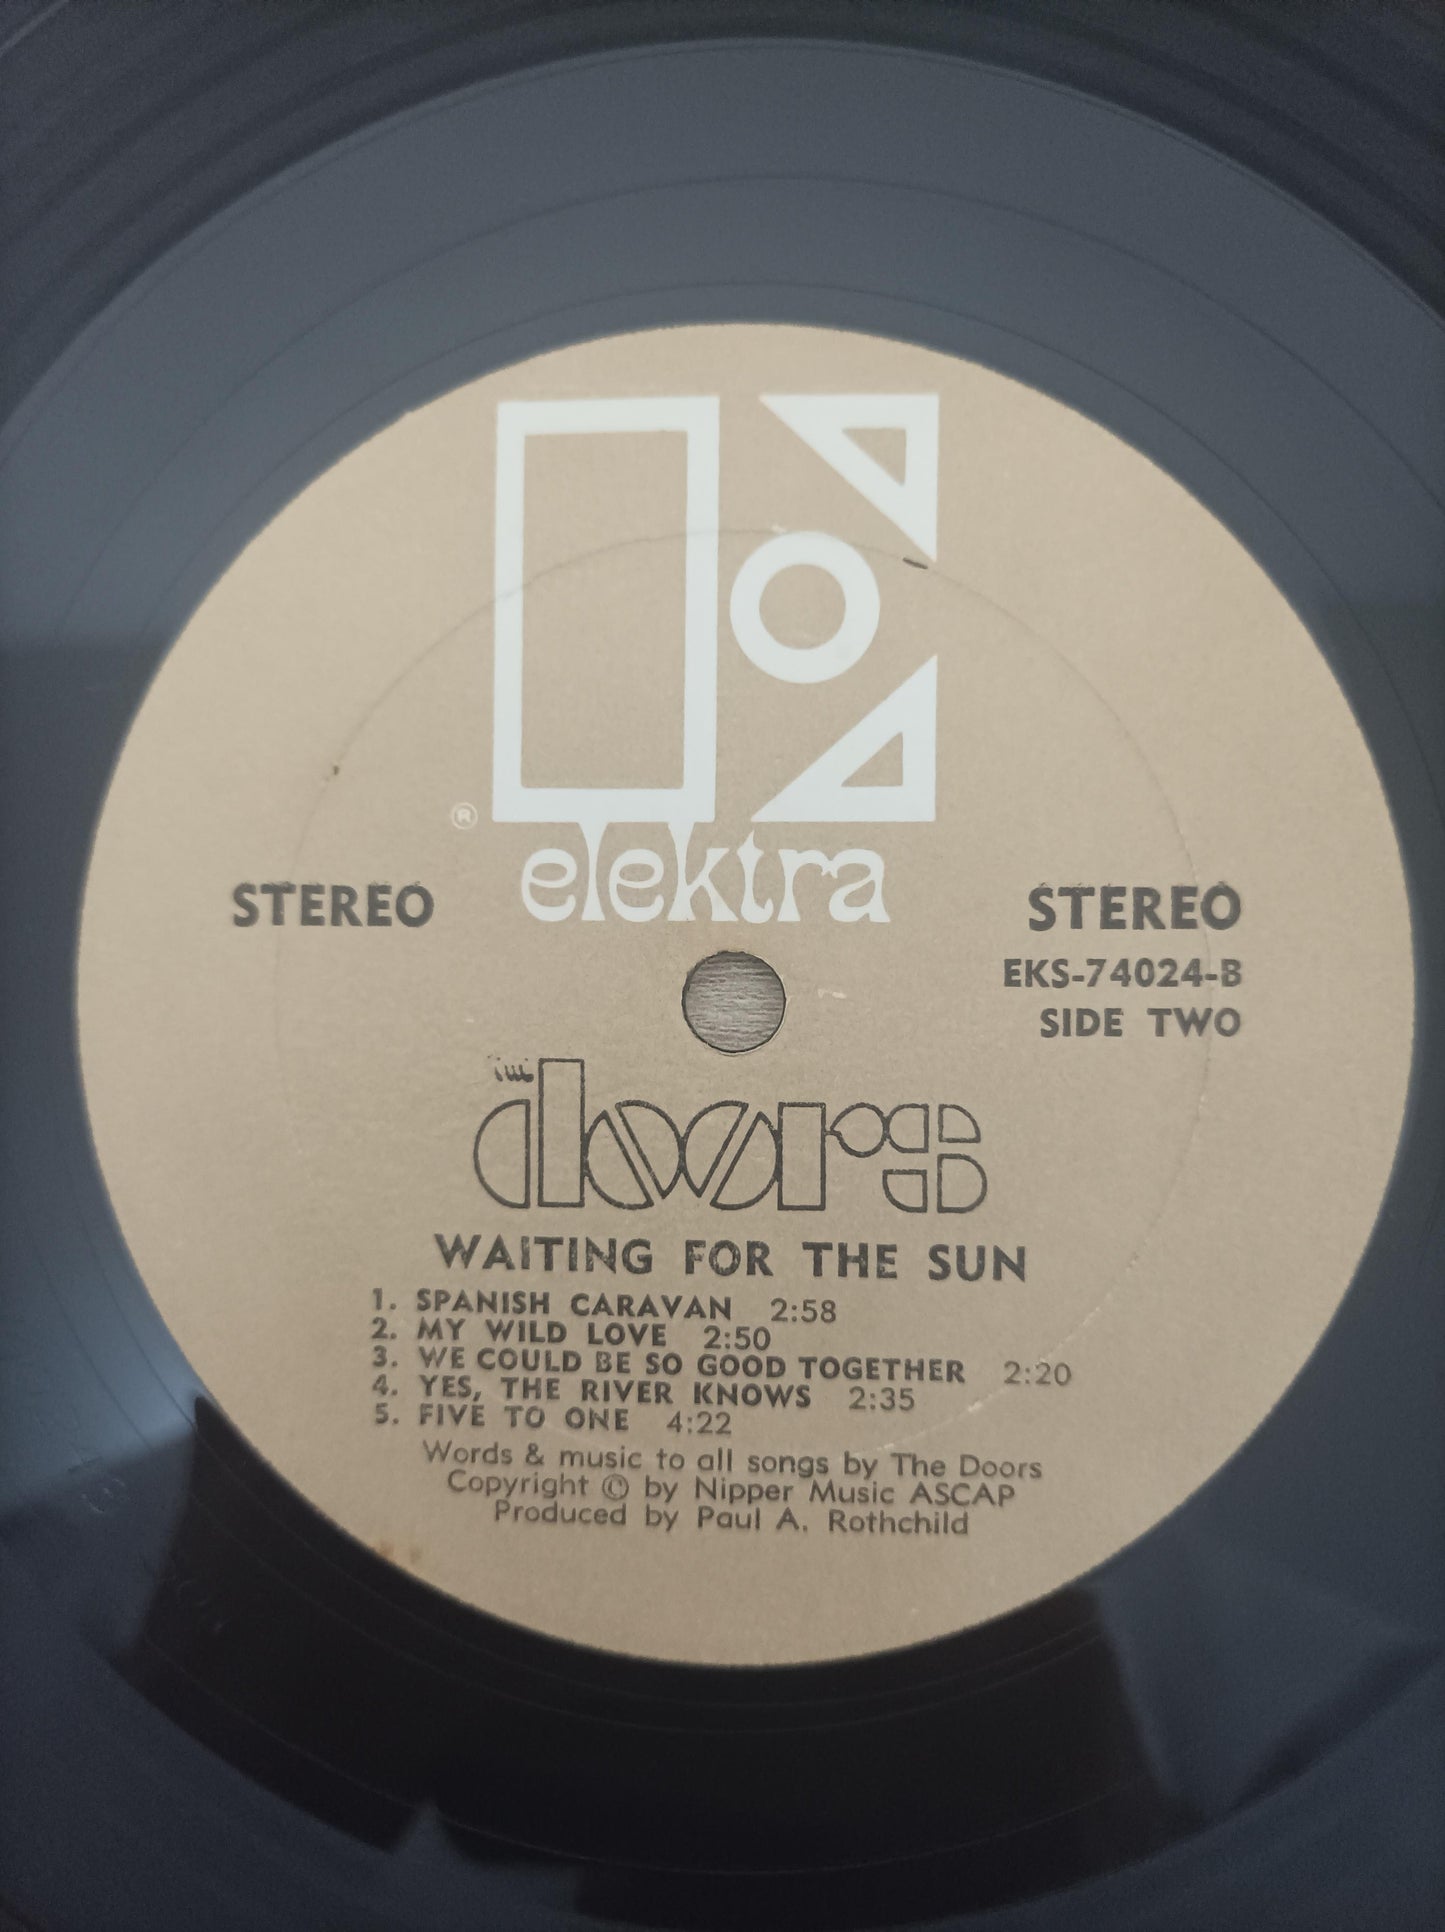 ®
elektra
STEREO
STEREO
EKS-74024-B
SIDE TWO
THE
doors
WAITING FOR THE SUN
1. SPANISH CARAVAN 2:58
2. MY WILD LOVE 2:50
3. WE COULD BE SO GOOD TOGETHER 2:20
4. YES, THE RIVER KNOWS 2:35
5. FIVE TO ONE 4:22
Words & music to all songs by The Doors
Copyright © by Nipper Music ASCAP
Produced by Paul A. Rothchild